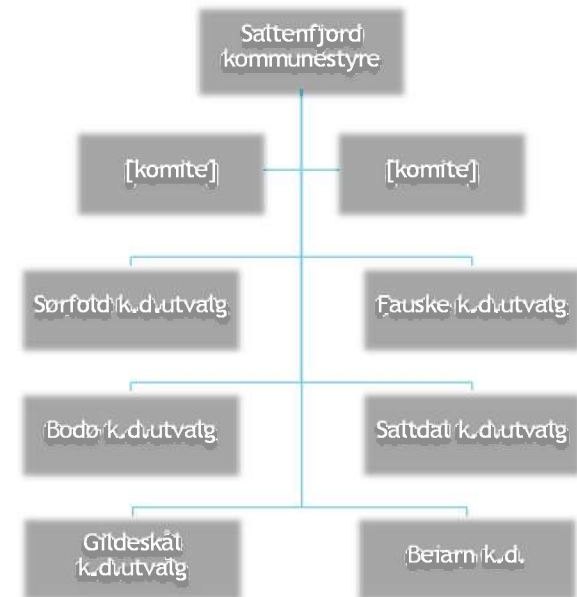 Saltenfjord
kommunestyre
[komite]
[komite]
Sørfold k.d.utvalg
Fauske k.d.utvalg
Bodø k.d.utvalg
Saltdal k.d.utvalg
Gildeskål
k.d.utvalg
Beiarn k.d.